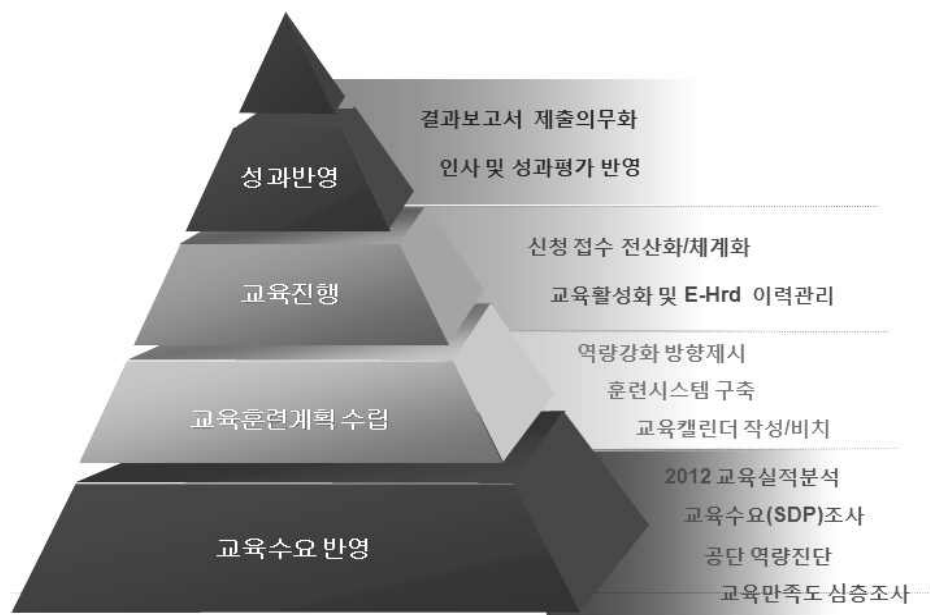 결과보고서 제출의무화
성과반영
인사 및 성과평가 반영
신청 접수 전산화/체계화
교육진행
교육활성화 및 E-Hrd 이력관리
역량강화 방향제시
훈련시스템 구축
교육훈련계획 수립
교육캘린더 작성/비치
2012 교육실적분석
교육수요(SDP)조사
교육수요 반영
공단 역량진단
교육만족도 심층조사